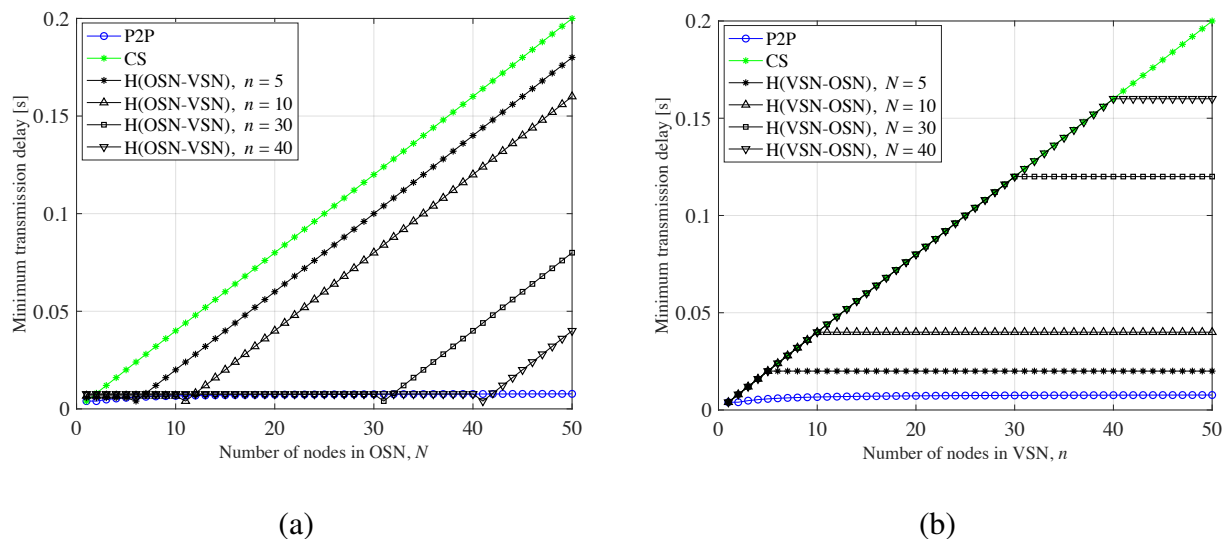 0.2
0.15
0.1
0.05
0
Minimum transmission delay [s]
P2P
CS
H(OSN-VSN), n = 5
H(OSN-VSN), n = 10
H(OSN-VSN), n = 30
H(OSN-VSN), n = 40
0 10 20 30 40 50
Number of nodes in OSN, N
(a)
0.2
0.15
0.1
0.05
0
Minimum transmission delay [s]
P2P
CS
H(VSN-OSN), N = 5
H(VSN-OSN), N = 10
H(VSN-OSN), N = 30
H(VSN-OSN), N = 40
0 10 20 30 40 50
Number of nodes in VSN, n
(b)